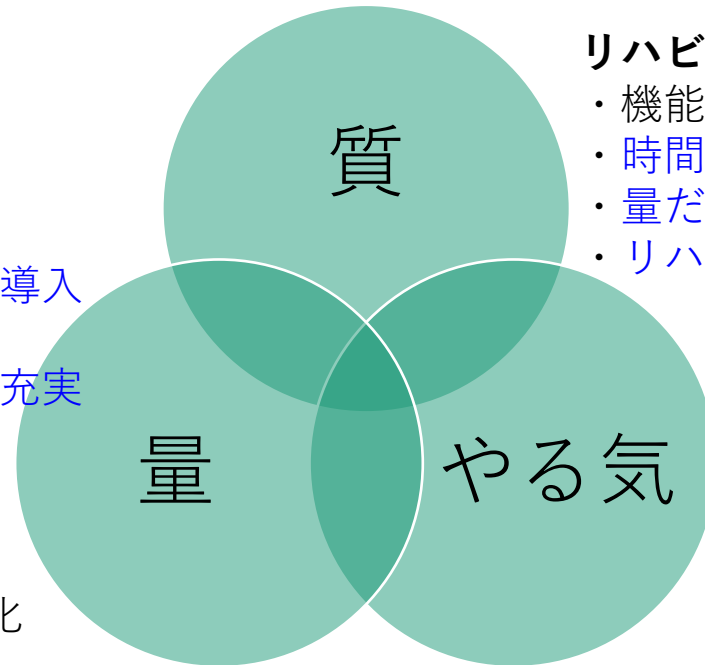 質
リハビ
・機能
・時間
・量だ
・リハ
導入
充実
量
やる気
化